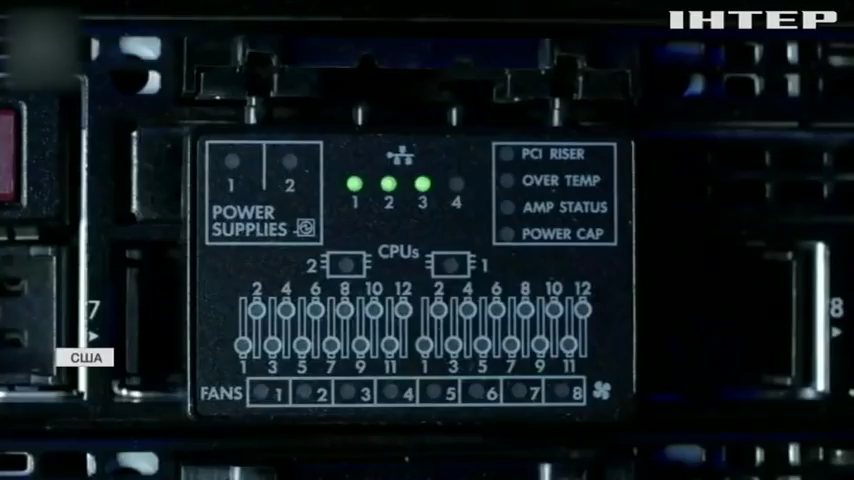 ІНТЕР
1 2
POWER
SUPPLIES
1 2 3 4
PCI RISER
OVER TEMP
AMP STATUS
POWER CAP
CPUs
2 1
2 4 6 8 10 12 2 4 6 8 10 12
1 3 5 7 9 11 1 3 5 7 9 11
FANS 1 2 3 4 5 6 7 8
7
8
США